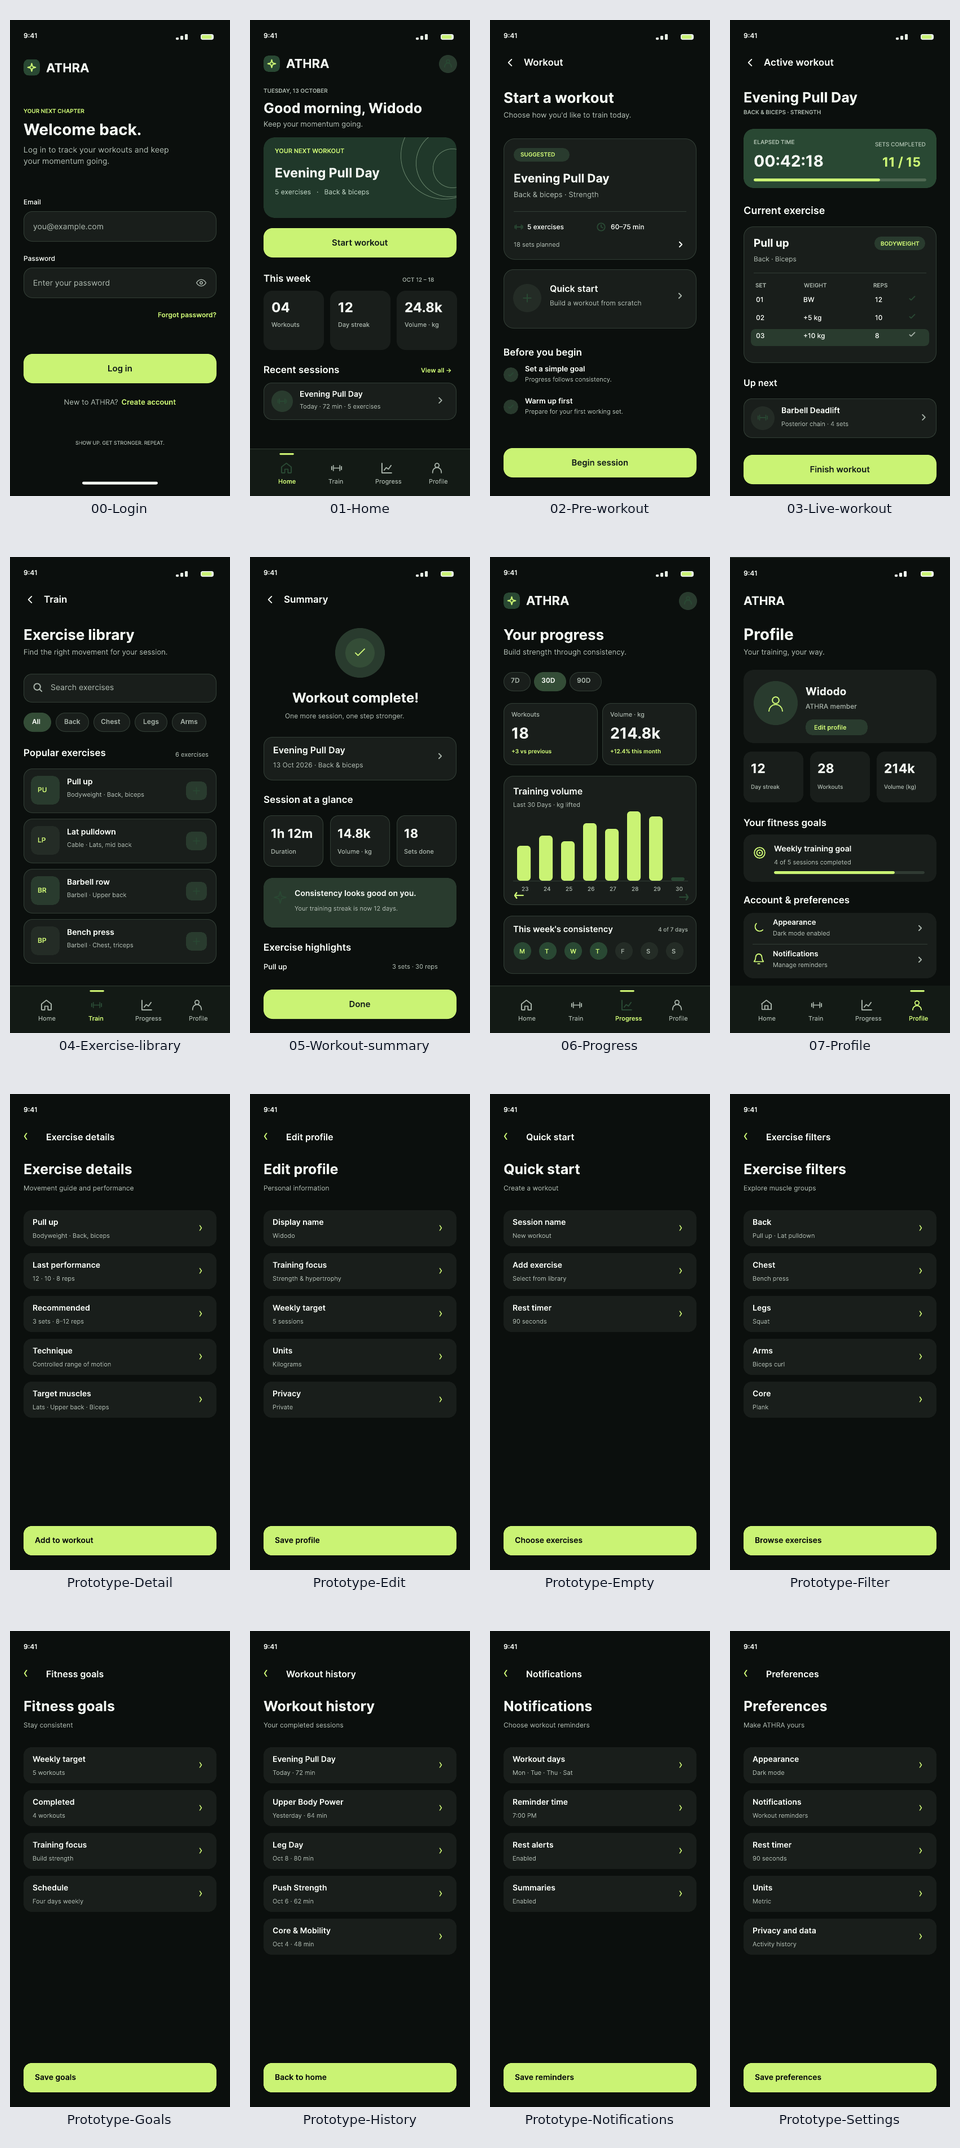 9:41
ATHRA
YOUR NEXT CHAPTER
Welcome back.
Log in to track your workouts and keep
your momentum going.
Email
you@example.com
Password
Enter your password
Forgot password?
Log in
New to ATHRA? Create account
SHOW UP. GET STRONGER. REPEAT.
00-Login
9:41
ATHRA
TUESDAY, 13 OCTOBER
Good morning, Widodo
Keep your momentum going.
YOUR NEXT WORKOUT
Evening Pull Day
5 exercises · Back & biceps
Start workout
This week
OCT 12 – 18
04
Workouts
12
Day streak
24.8k
Volume · kg
Recent sessions
View all →
Evening Pull Day
Today · 72 min · 5 exercises
Home
Train
Progress
Profile
01-Home
9:41
Workout
Start a workout
Choose how you'd like to train today.
SUGGESTED
Evening Pull Day
Back & biceps · Strength
5 exercises
60–75 min
18 sets planned
Quick start
Build a workout from scratch
Before you begin
Set a simple goal
Progress follows consistency.
Warm up first
Prepare for your first working set.
Begin session
02-Pre-workout
9:41
Active workout
Evening Pull Day
BACK & BICEPS · STRENGTH
ELAPSED TIME
SETS COMPLETED
00:42:18
11 / 15
Current exercise
Pull up
BODYWEIGHT
Back · Biceps
SET WEIGHT REPS
01 BW 12
02 +5 kg 10
03 +10 kg 8
Up next
Barbell Deadlift
Posterior chain · 4 sets
Finish workout
03-Live-workout
9:41
Train
Exercise library
Find the right movement for your session.
Search exercises
All
Back
Chest
Legs
Arms
Popular exercises
6 exercises
PU
Pull up
Bodyweight · Back, biceps
LP
Lat pulldown
Cable · Lats, mid back
BR
Barbell row
Barbell · Upper back
BP
Bench press
Barbell · Chest, triceps
Home
Train
Progress
Profile
04-Exercise-library
9:41
Summary
Workout complete!
One more session, one step stronger.
Evening Pull Day
13 Oct 2026 · Back & biceps
Session at a glance
1h 12m
Duration
14.8k
Volume · kg
18
Sets done
Consistency looks good on you.
Your training streak is now 12 days.
Exercise highlights
Pull up
3 sets · 30 reps
Done
05-Workout-summary
9:41
ATHRA
Your progress
Build strength through consistency.
7D
30D
90D
Workouts
18
+3 vs previous
Volume · kg
214.8k
+12.4% this month
Training volume
Last 30 Days · kg lifted
23 24 25 26 27 28 29 30
← →
This week's consistency
4 of 7 days
M T W T F S S
Home
Train
Progress
Profile
06-Progress
9:41
ATHRA
Profile
Your training, your way.
Widodo
ATHRA member
Edit profile
12
Day streak
28
Workouts
214k
Volume (kg)
Your fitness goals
Weekly training goal
4 of 5 sessions completed
Account & preferences
Appearance
Dark mode enabled
Notifications
Manage reminders
Home
Train
Progress
Profile
07-Profile
9:41
Exercise details
Exercise details
Movement guide and performance
Pull up
Bodyweight · Back, biceps
Last performance
12 · 10 · 8 reps
Recommended
3 sets · 8–12 reps
Technique
Controlled range of motion
Target muscles
Lats · Upper back · Biceps
Add to workout
Prototype-Detail
9:41
Edit profile
Edit profile
Personal information
Display name
Widodo
Training focus
Strength & hypertrophy
Weekly target
5 sessions
Units
Kilograms
Privacy
Private
Save profile
Prototype-Edit
9:41
Quick start
Quick start
Create a workout
Session name
New workout
Add exercise
Select from library
Rest timer
90 seconds
Choose exercises
Prototype-Empty
9:41
Exercise filters
Exercise filters
Explore muscle groups
Back
Pull up · Lat pulldown
Chest
Bench press
Legs
Squat
Arms
Biceps curl
Core
Plank
Browse exercises
Prototype-Filter
9:41
Fitness goals
Fitness goals
Stay consistent
Weekly target
5 workouts
Completed
4 workouts
Training focus
Build strength
Schedule
Four days weekly
Save goals
Prototype-Goals
9:41
Workout history
Workout history
Your completed sessions
Evening Pull Day
Today · 72 min
Upper Body Power
Yesterday · 64 min
Leg Day
Oct 8 · 80 min
Push Strength
Oct 6 · 62 min
Core & Mobility
Oct 4 · 48 min
Back to home
Prototype-History
9:41
Notifications
Notifications
Choose workout reminders
Workout days
Mon · Tue · Thu · Sat
Reminder time
7:00 PM
Rest alerts
Enabled
Summaries
Enabled
Save reminders
Prototype-Notifications
9:41
Preferences
Preferences
Make ATHRA yours
Appearance
Dark mode
Notifications
Workout reminders
Rest timer
90 seconds
Units
Metric
Privacy and data
Activity history
Save preferences
Prototype-Settings